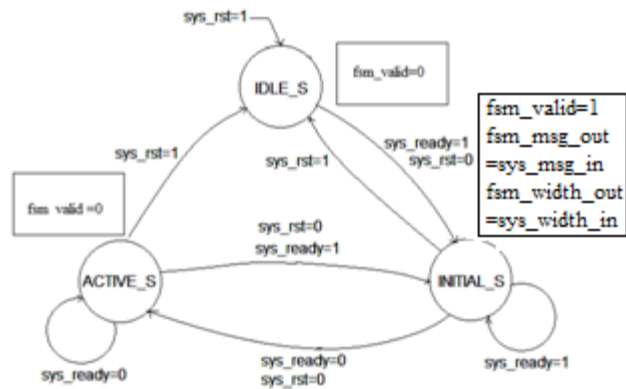 sys_rst=1
fsm_valid=0
IDLE_S
fsm_valid=1
fsm_msg_out
=sys_msg_in
fsm_width_out
=sys_width_in
sys_ready=1
sys_rst=0
sys_rst=1
sys_rst=1
fsm valid =0
sys_rst=0
sys_ready=1
ACTIVE_S
INITIAL_S
sys_ready=0
sys_ready=0
sys_rst=0
sys_ready=1